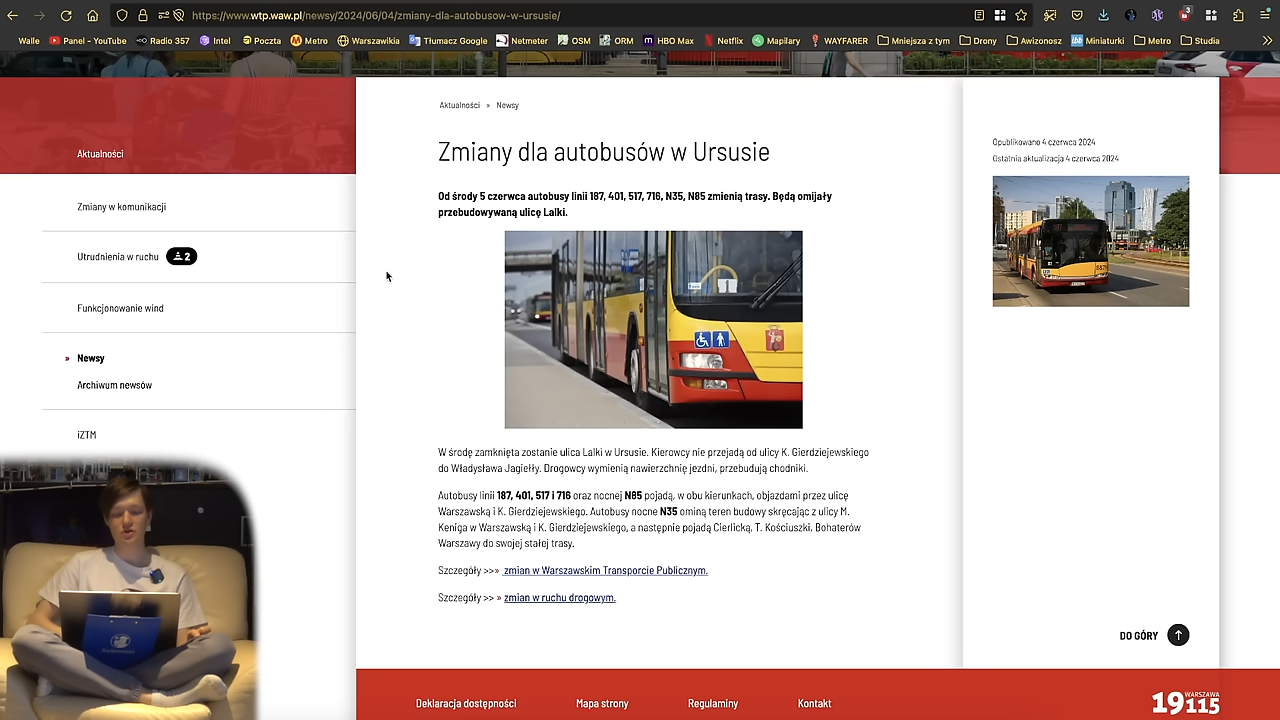 https://www.wtp.waw.pl/newsy/2024/06/04/zmiany-dla-autobusow-w-ursusie/
3
Walle Panel - YouTube Radio 357 Intel Poczta Metro Warszawikia Tłumacz Google Netmeter OSM ORM HBO Max Netflix Mapilary WAYFARER Mniejsza z tym Drony Awizonosz Miniaturki Metro Studia
Aktualności » Newsy
Aktualności
Zmiany dla autobusów w Ursusie
Opublikowano 4 czerwca 2024
Ostatnia aktualizacja 4 czerwca 2024
Od środy 5 czerwca autobusy linii 187, 401, 517, 716, N35, N85 zmienią trasy. Będą omijały
przebudowywaną ulicę Lalki.
Zmiany w komunikacji
Utrudnienia w ruchu 2
Funkcjonowanie wind
» Newsy
Archiwum newsów
iZTM
W środę zamknięta zostanie ulica Lalki w Ursusie. Kierowcy nie przejadą od ulicy K. Gierdziejewskiego
do Władysława Jagiełły. Drogowcy wymienią nawierzchnię jezdni, przebudują chodniki.
Autobusy linii 187, 401, 517 i 716 oraz nocnej N85 pojadą, w obu kierunkach, objazdami przez ulicę
Warszawską i K. Gierdziejewskiego. Autobusy nocne N35 ominą teren budowy skręcając z ulicy M.
Keniga w Warszawską i K. Gierdziejewskiego, a następnie pojadą Cierlicką, T. Kościuszki, Bohaterów
Warszawy do swojej stałej trasy.
Szczegóły >>» zmian w Warszawskim Transporcie Publicznym.
Szczegóły >> » zmian w ruchu drogowym.
DO GÓRY
Deklaracja dostępności Mapa strony Regulaminy Kontakt
WARSZAWA
19115